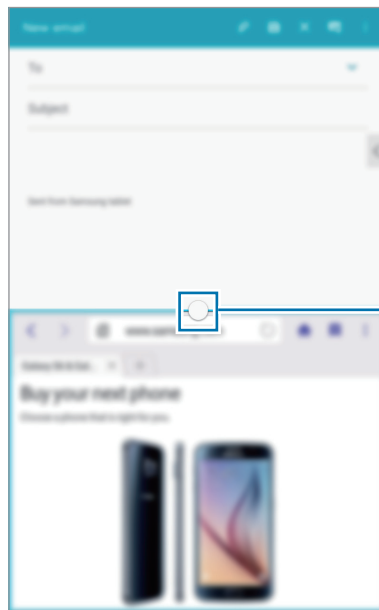 New email
To
Subject
Sent from Samsung tablet
Buy your next phone
Choose a phone that is right for you.